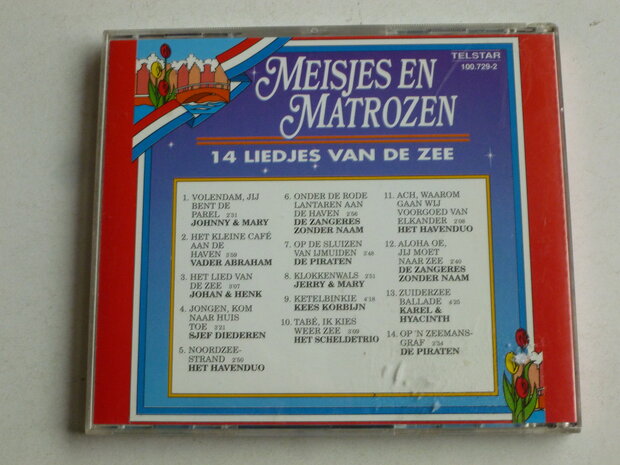 TELSTAR
100.729-2
MEISJES EN
MATROZEN
14 LIEDJES VAN DE ZEE
1. VOLENDAM, JIJ
BENT DE
PAREL 2'51
JOHNNY & MARY
2. HET KLEINE CAFÉ
AAN DE
HAVEN 3'59
VADER ABRAHAM
3. HET LIED VAN
DE ZEE 3'07
JOHAN & HENK
4. JONGEN, KOM
NAAR HUIS
TOE 3'21
SJEF DIEDEREN
5. NOORDZEE-
STRAND 2'50
HET HAVENDUO
6. ONDER DE RODE
LANTAREN AAN
DE HAVEN 2'56
DE ZANGERES
ZONDER NAAM
7. OP DE SLUIZEN
VAN IJMUIDEN 3'48
DE PIRATEN
8. KLOKKENWALS 2'51
JERRY & MARY
9. KETELBINKIE 4'18
KEES KORBIJN
10. TABÉ, IK KIES
WEER ZEE 3'09
HET SCHELDETRIO
11. ACH, WAAROM
GAAN WIJ
VOORGOED VAN
ELKANDER 2'08
HET HAVENDUO
12. ALOHA OE,
JIJ MOET
NAAR ZEE 2'40
DE ZANGERES
ZONDER NAAM
13. ZUIDERZEE
BALLADE 4'25
KAREL &
HYACINTH
14. OP 'N ZEEMANS-
GRAF 2'54
DE PIRATEN